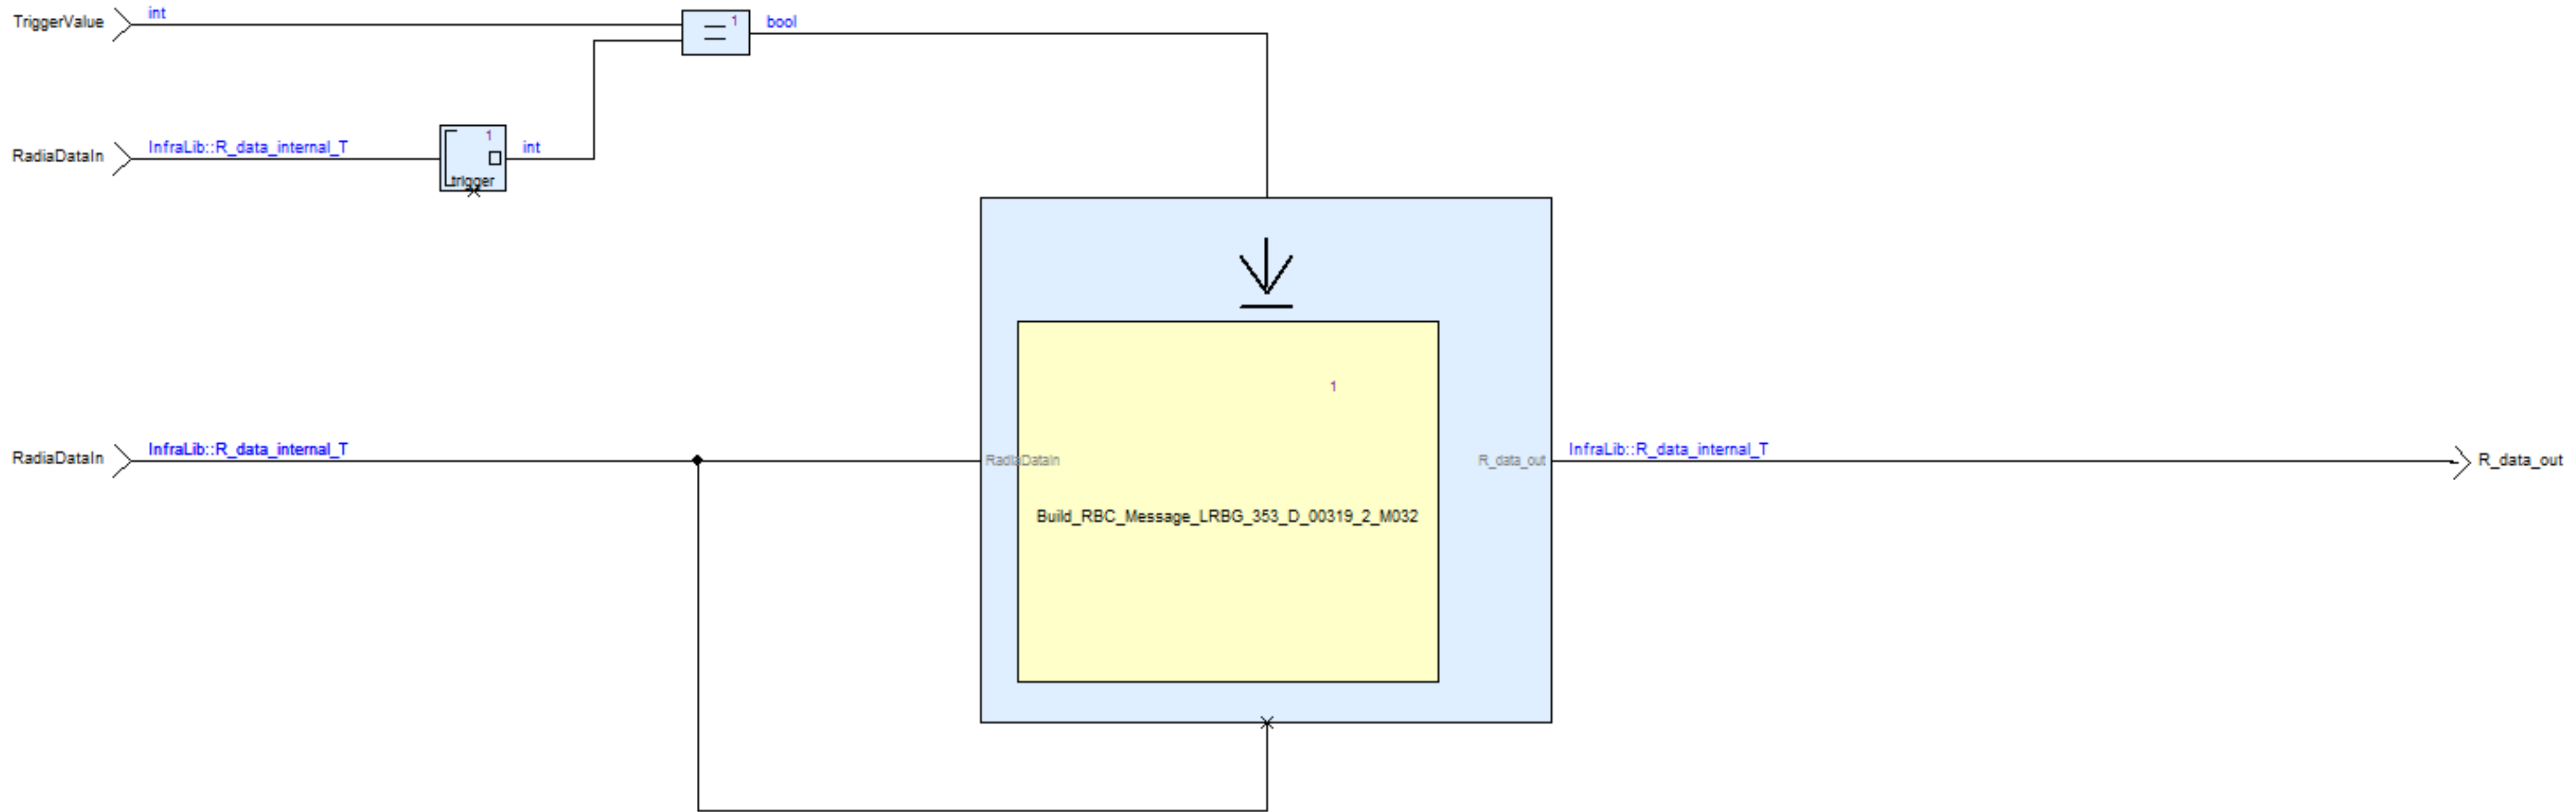 TriggerValue
int
1
bool
RadiaDataIn
InfraLib::R_data_internal_T
1
int
trigger
1
RadiaDataIn
InfraLib::R_data_internal_T
RadiaDataIn
R_data_out
InfraLib::R_data_internal_T
R_data_out
Build_RBC_Message_LRBG_353_D_00319_2_M032